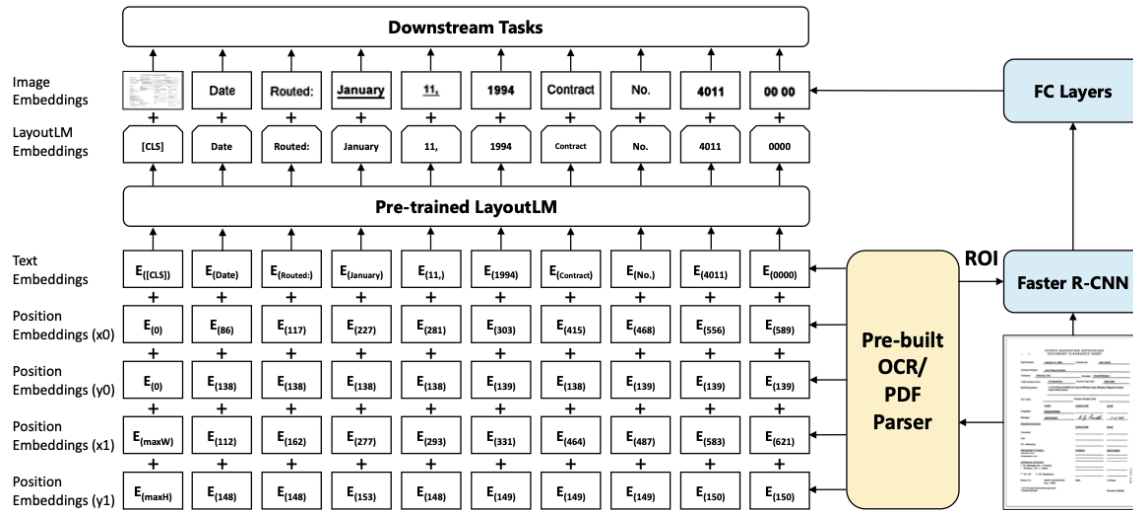 Downstream Tasks
Image Embeddings
Date Routed: January 11, 1994 Contract No. 4011 00 00
FC Layers
+ + + + + + + + + +
LayoutLM Embeddings
[CLS] Date Routed: January 11, 1994 Contract No. 4011 0000
Pre-trained LayoutLM
Text Embeddings
E([CLS]) E(Date) E(Routed:) E(January) E(11,) E(1994) E(Contract) E(No.) E(4011) E(0000)
ROI
Faster R-CNN
+ + + + + + + + + +
Position Embeddings (x0)
E(0) E(86) E(117) E(227) E(281) E(303) E(415) E(468) E(556) E(589)
+ + + + + + + + + +
Position Embeddings (y0)
E(0) E(138) E(138) E(138) E(138) E(139) E(138) E(139) E(139) E(139)
Pre-built OCR/ PDF Parser
+ + + + + + + + + +
Position Embeddings (x1)
E(maxW) E(112) E(162) E(277) E(293) E(331) E(464) E(487) E(583) E(621)
+ + + + + + + + + +
Position Embeddings (y1)
E(maxH) E(148) E(148) E(153) E(148) E(149) E(149) E(149) E(150) E(150)